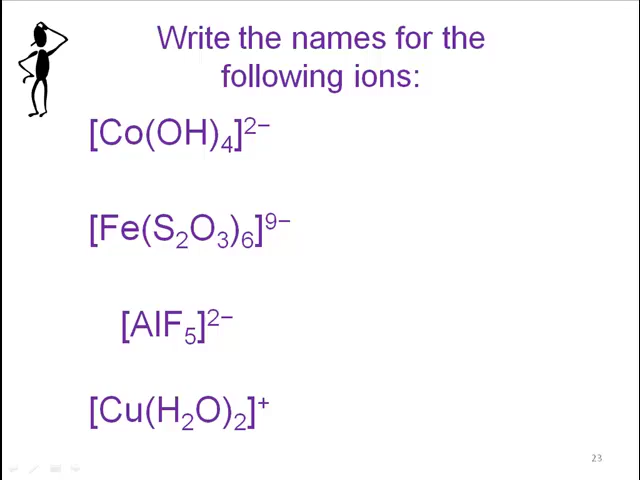 Write the names for the
following ions:
[Co(OH)₄]²⁻
[Fe(S₂O₃)₆]⁹⁻
[AlF₅]²⁻
[Cu(H₂O)₂]⁺
23